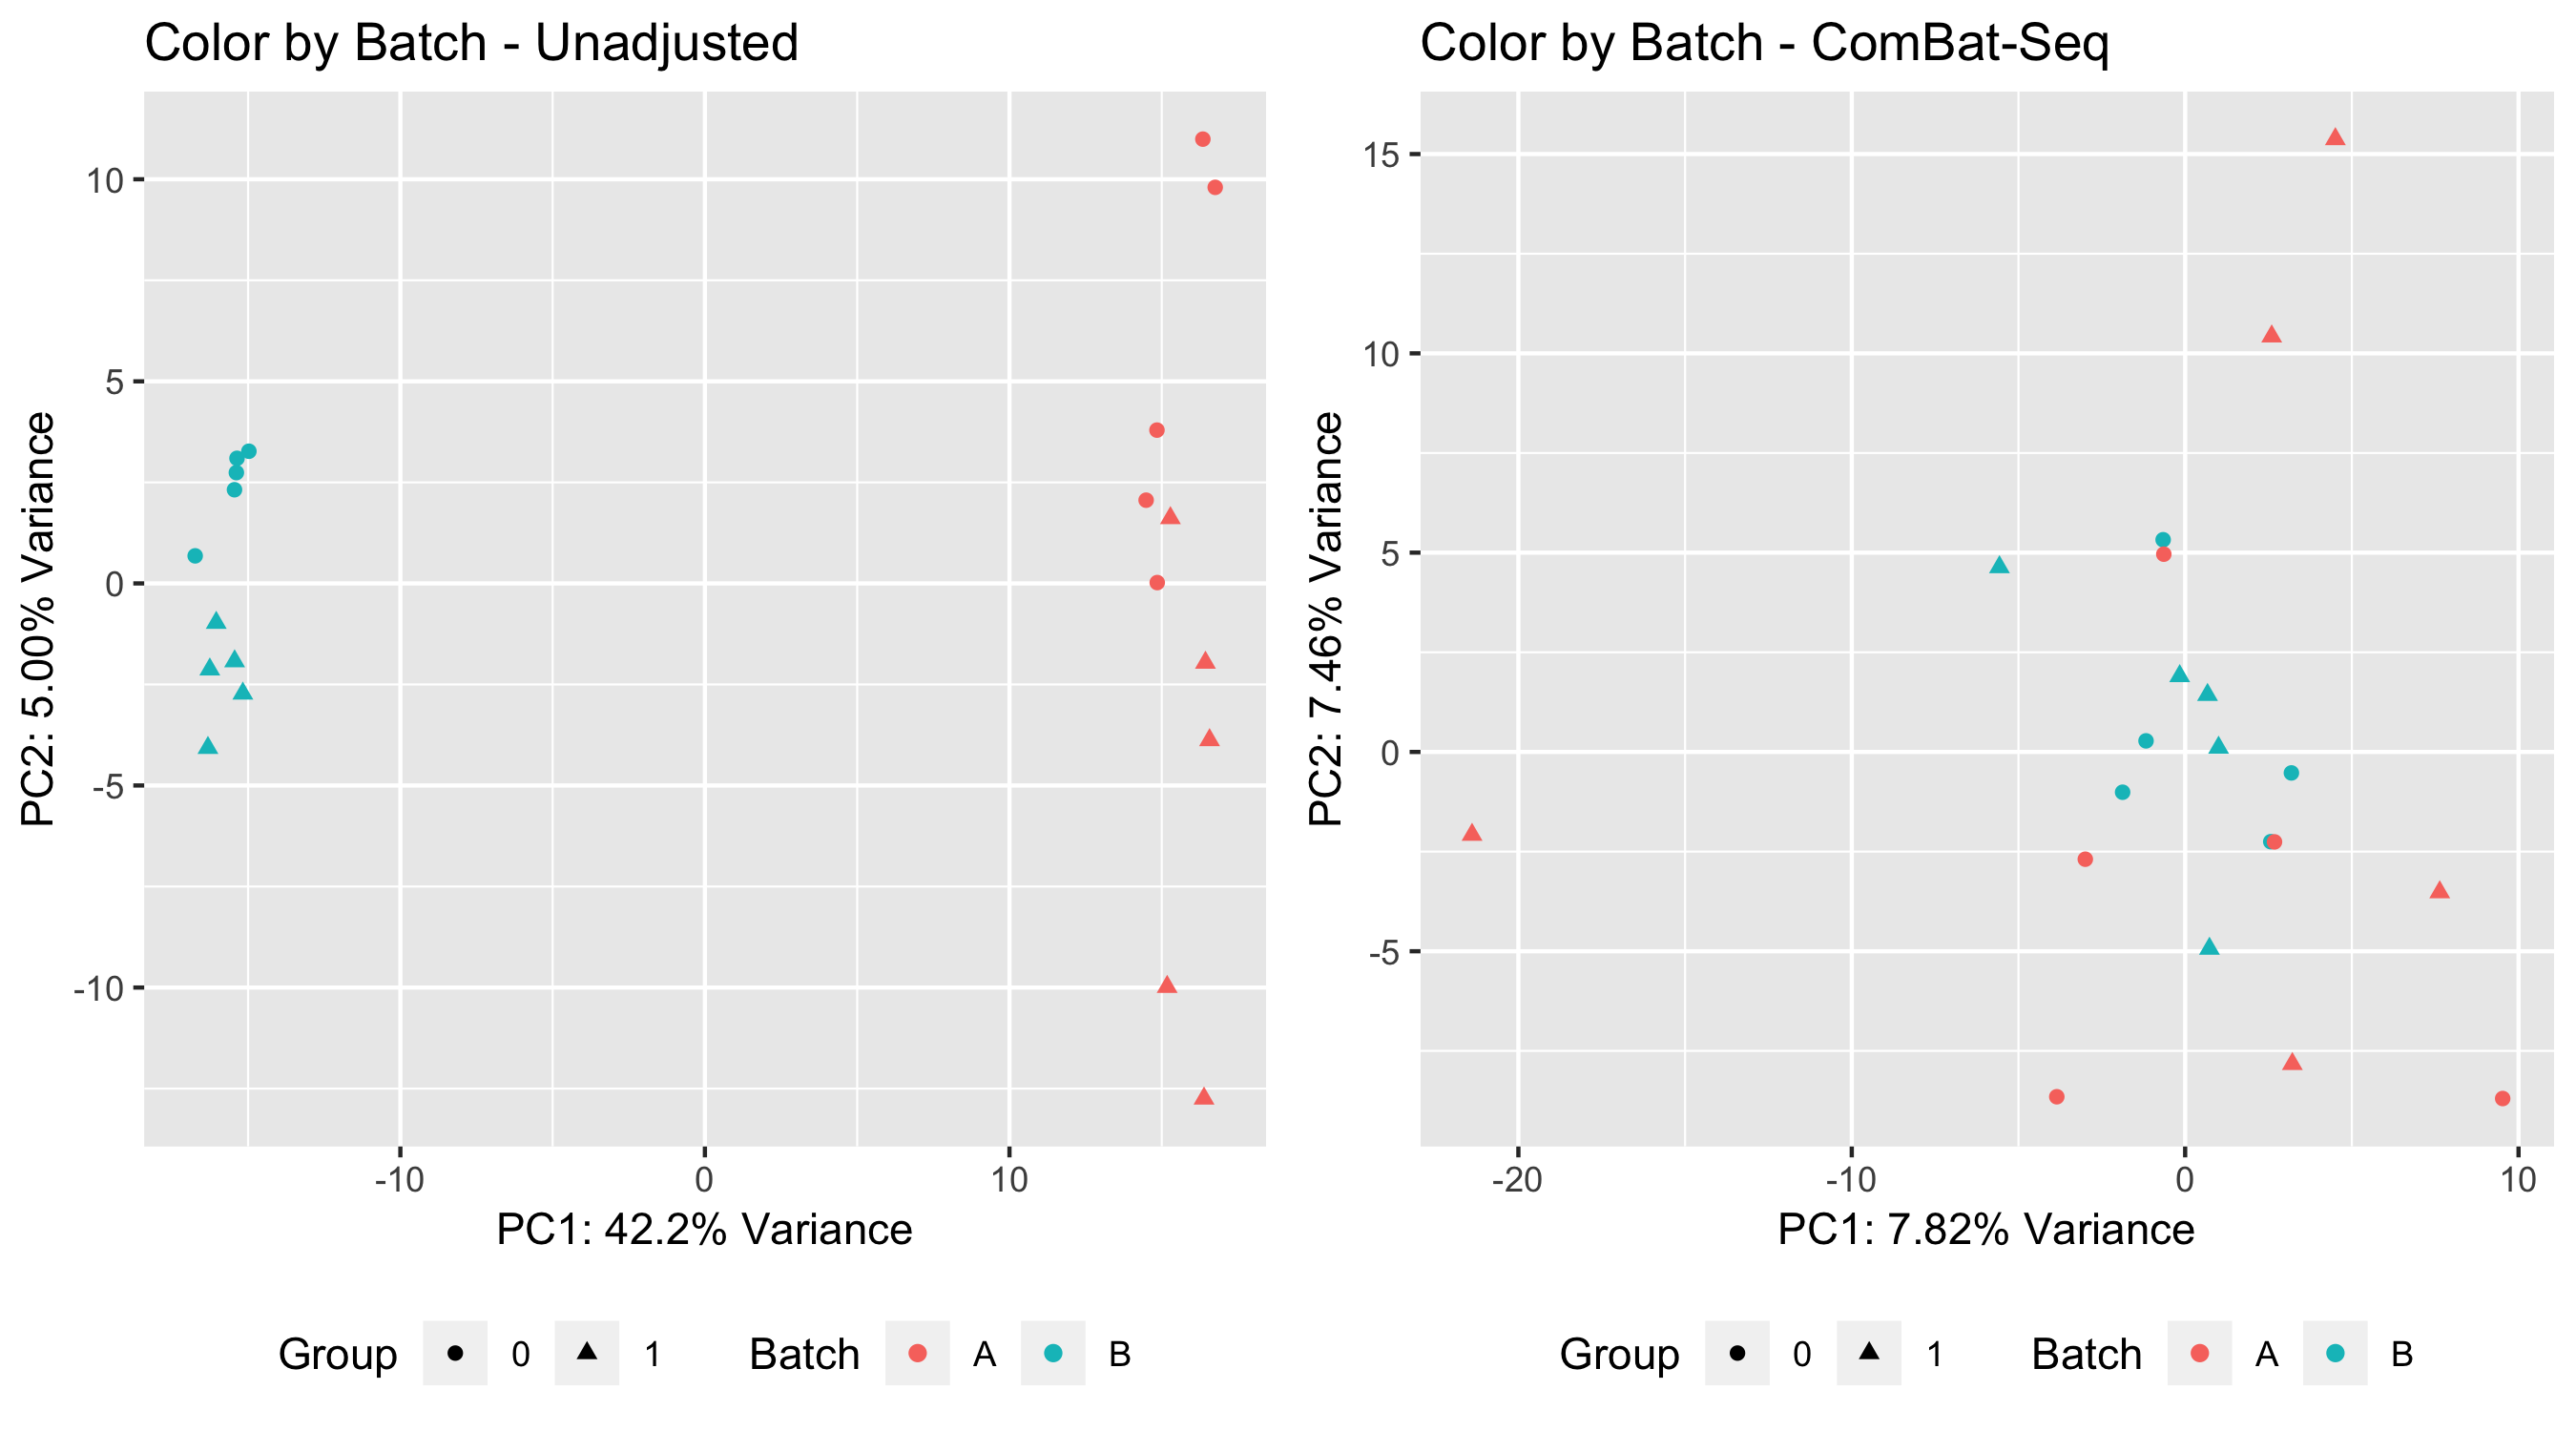 Color by Batch - Unadjusted
10
5
0
-5
-10
PC2: 5.00% Variance
-10 0 10
PC1: 42.2% Variance
Group 0 1 Batch A B
Color by Batch - ComBat-Seq
15
10
5
0
-5
PC2: 7.46% Variance
-20 -10 0 10
PC1: 7.82% Variance
Group 0 1 Batch A B